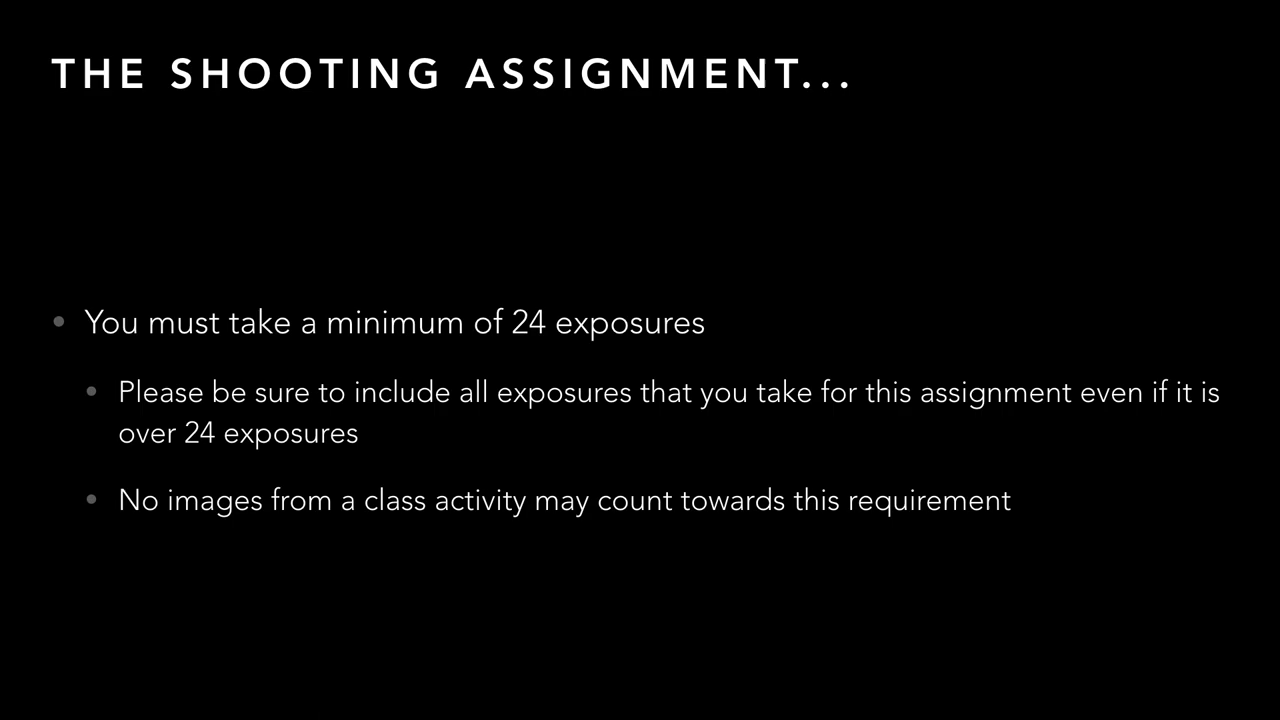 THE SHOOTING ASSIGNMENT...
• You must take a minimum of 24 exposures
• Please be sure to include all exposures that you take for this assignment even if it is
over 24 exposures
• No images from a class activity may count towards this requirement